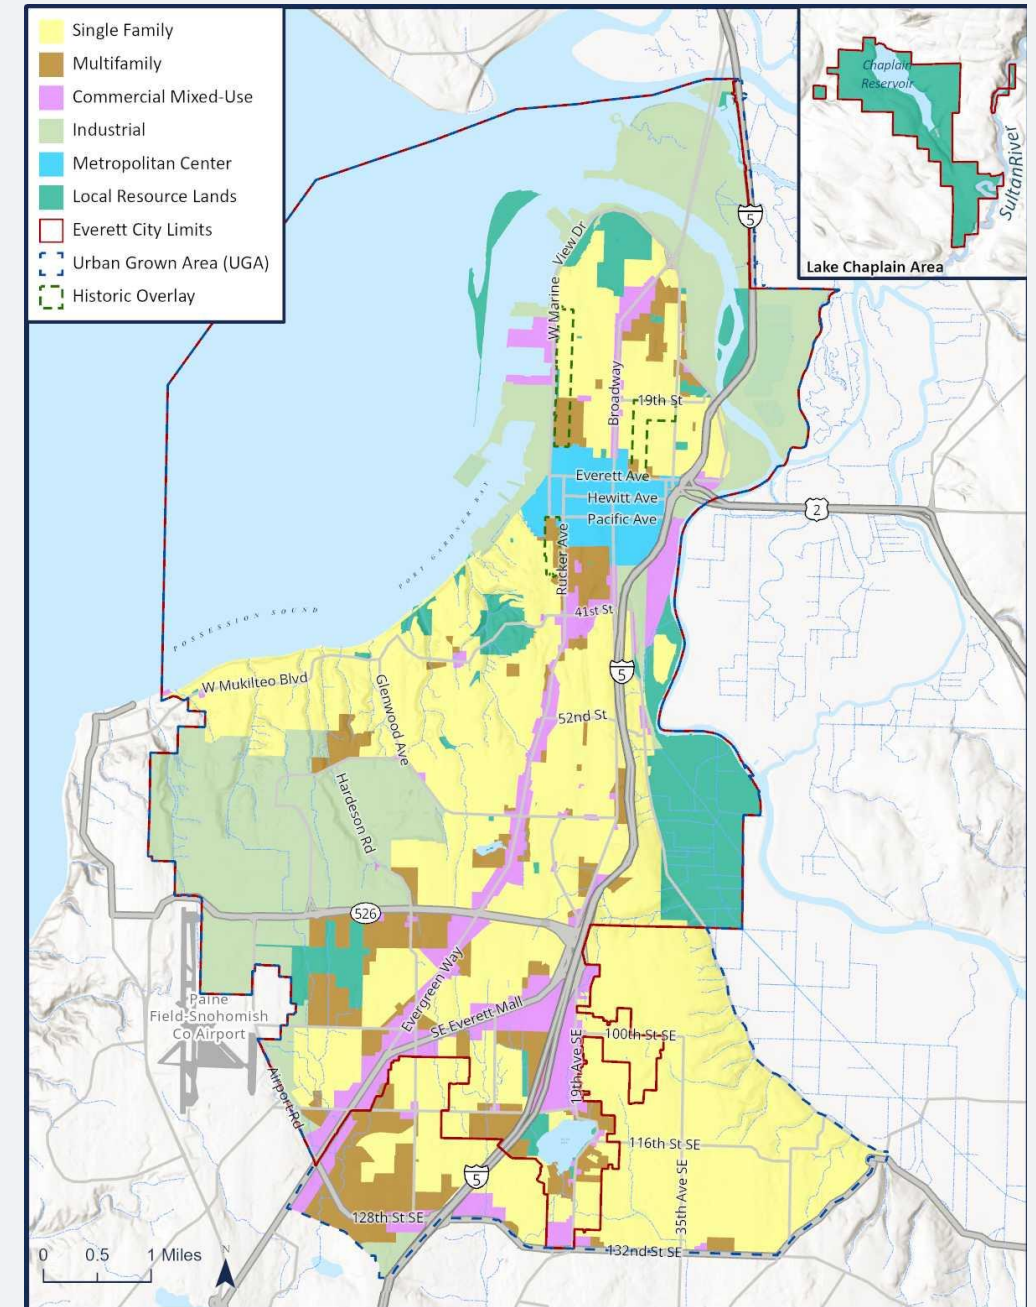 Single Family
Multifamily
Commercial Mixed-Use
Industrial
Metropolitan Center
Local Resource Lands
Everett City Limits
Urban Grown Area (UGA)
Historic Overlay
Chaplain
Reservoir
Sultan River
Lake Chaplain Area
5
W Marine View Dr
Broadway
19th St
Everett Ave
Hewitt Ave
Pacific Ave
2
Rucker Ave
PORT GARDNER BAY
POSSESSION SOUND
41st St
5
W Mukilteo Blvd
Glenwood Ave
52nd St
Hardeson Rd
526
Evergreen Way
SE Everett Mall
Paine
Field-Snohomish
Co Airport
100th St SE
19th Ave SE
Airport Rd
116th St SE
35th Ave SE
5
128th St SE
132nd St SE
0 0.5 1 Miles
N